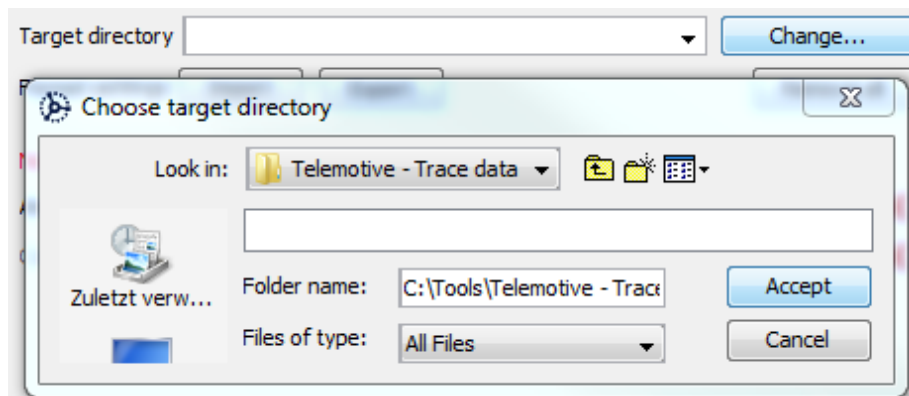 Target directory
Change...
Choose target directory
Look in:
Telemotive - Trace data
Zuletzt verw...
Folder name:
C:\Tools\Telemotive - Trace
Accept
Files of type:
All Files
Cancel